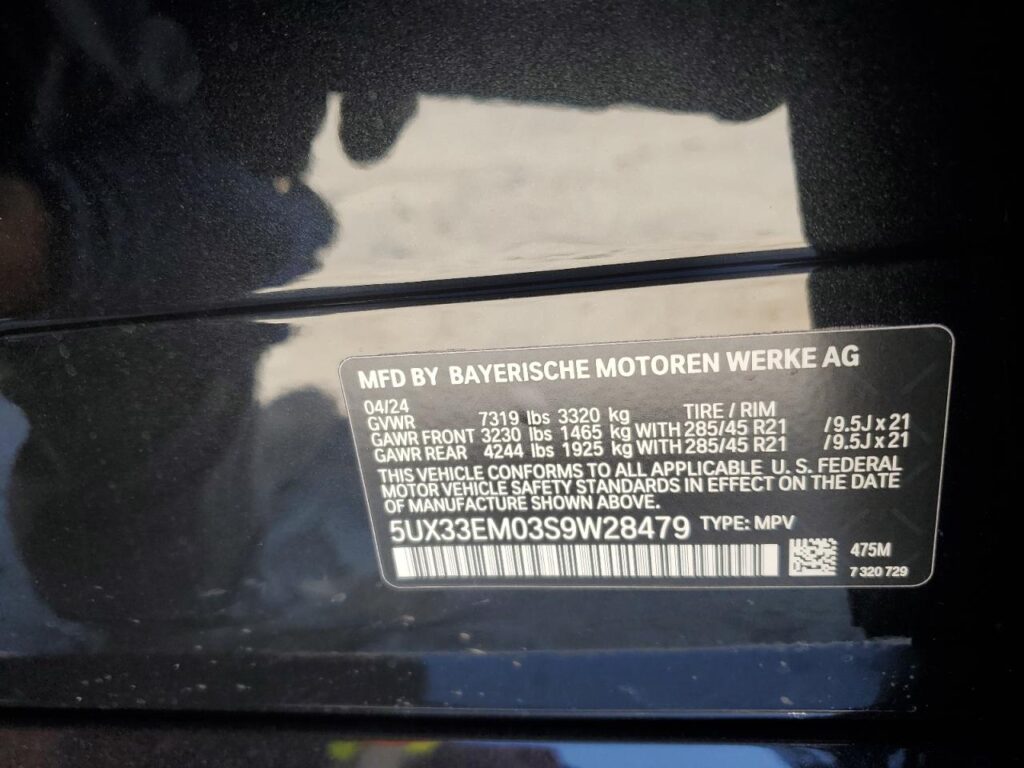 MFD BY BAYERISCHE MOTOREN WERKE AG
04/24
GVWR 7319 lbs 3320 kg TIRE / RIM
GAWR FRONT 3230 lbs 1465 kg WITH 285/45 R21 /9.5J x 21
GAWR REAR 4244 lbs 1925 kg WITH 285/45 R21 /9.5J x 21
THIS VEHICLE CONFORMS TO ALL APPLICABLE U. S. FEDERAL
MOTOR VEHICLE SAFETY STANDARDS IN EFFECT ON THE DATE
OF MANUFACTURE SHOWN ABOVE.
5UX33EM03S9W28479 TYPE: MPV
475M
7 320 729